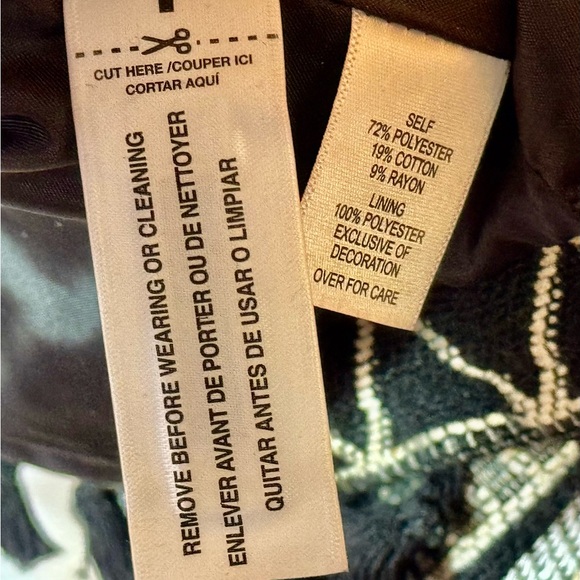 CUT HERE /COUPER ICI
CORTAR AQUÍ
REMOVE BEFORE WEARING OR CLEANING
ENLEVER AVANT DE PORTER OU DE NETTOYER
QUITAR ANTES DE USAR O LIMPIAR
SELF
72% POLYESTER
19% COTTON
9% RAYON
LINING
100% POLYESTER
EXCLUSIVE OF
DECORATION
OVER FOR CARE